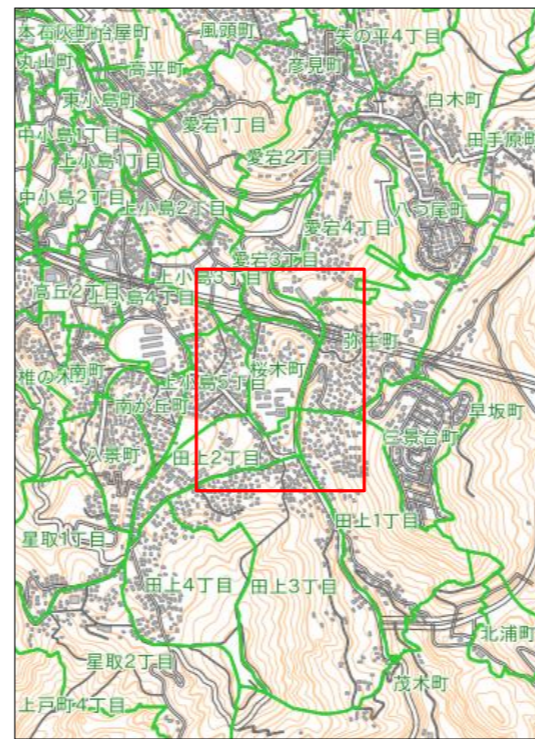 本石灰町
風頭町
矢の平4丁目
丸山町
高平町
彦見町
東小島町
白木町
愛宕1丁目
中小島1丁目
田手原町
上小島1丁目
愛宕2丁目
中小島2丁目
上小島2丁目
八つ尾町
愛宕4丁目
愛宕3丁目
上小島3丁目
高丘2丁目
上小島4丁目
弥生町
桜木町
椎の木町
南町
上小島5丁目
南が丘町
早坂町
三景台町
八景町
田上2丁目
田上1丁目
星取1丁目
田上4丁目
田上3丁目
北浦町
星取2丁目
茂木町
上戸町4丁目